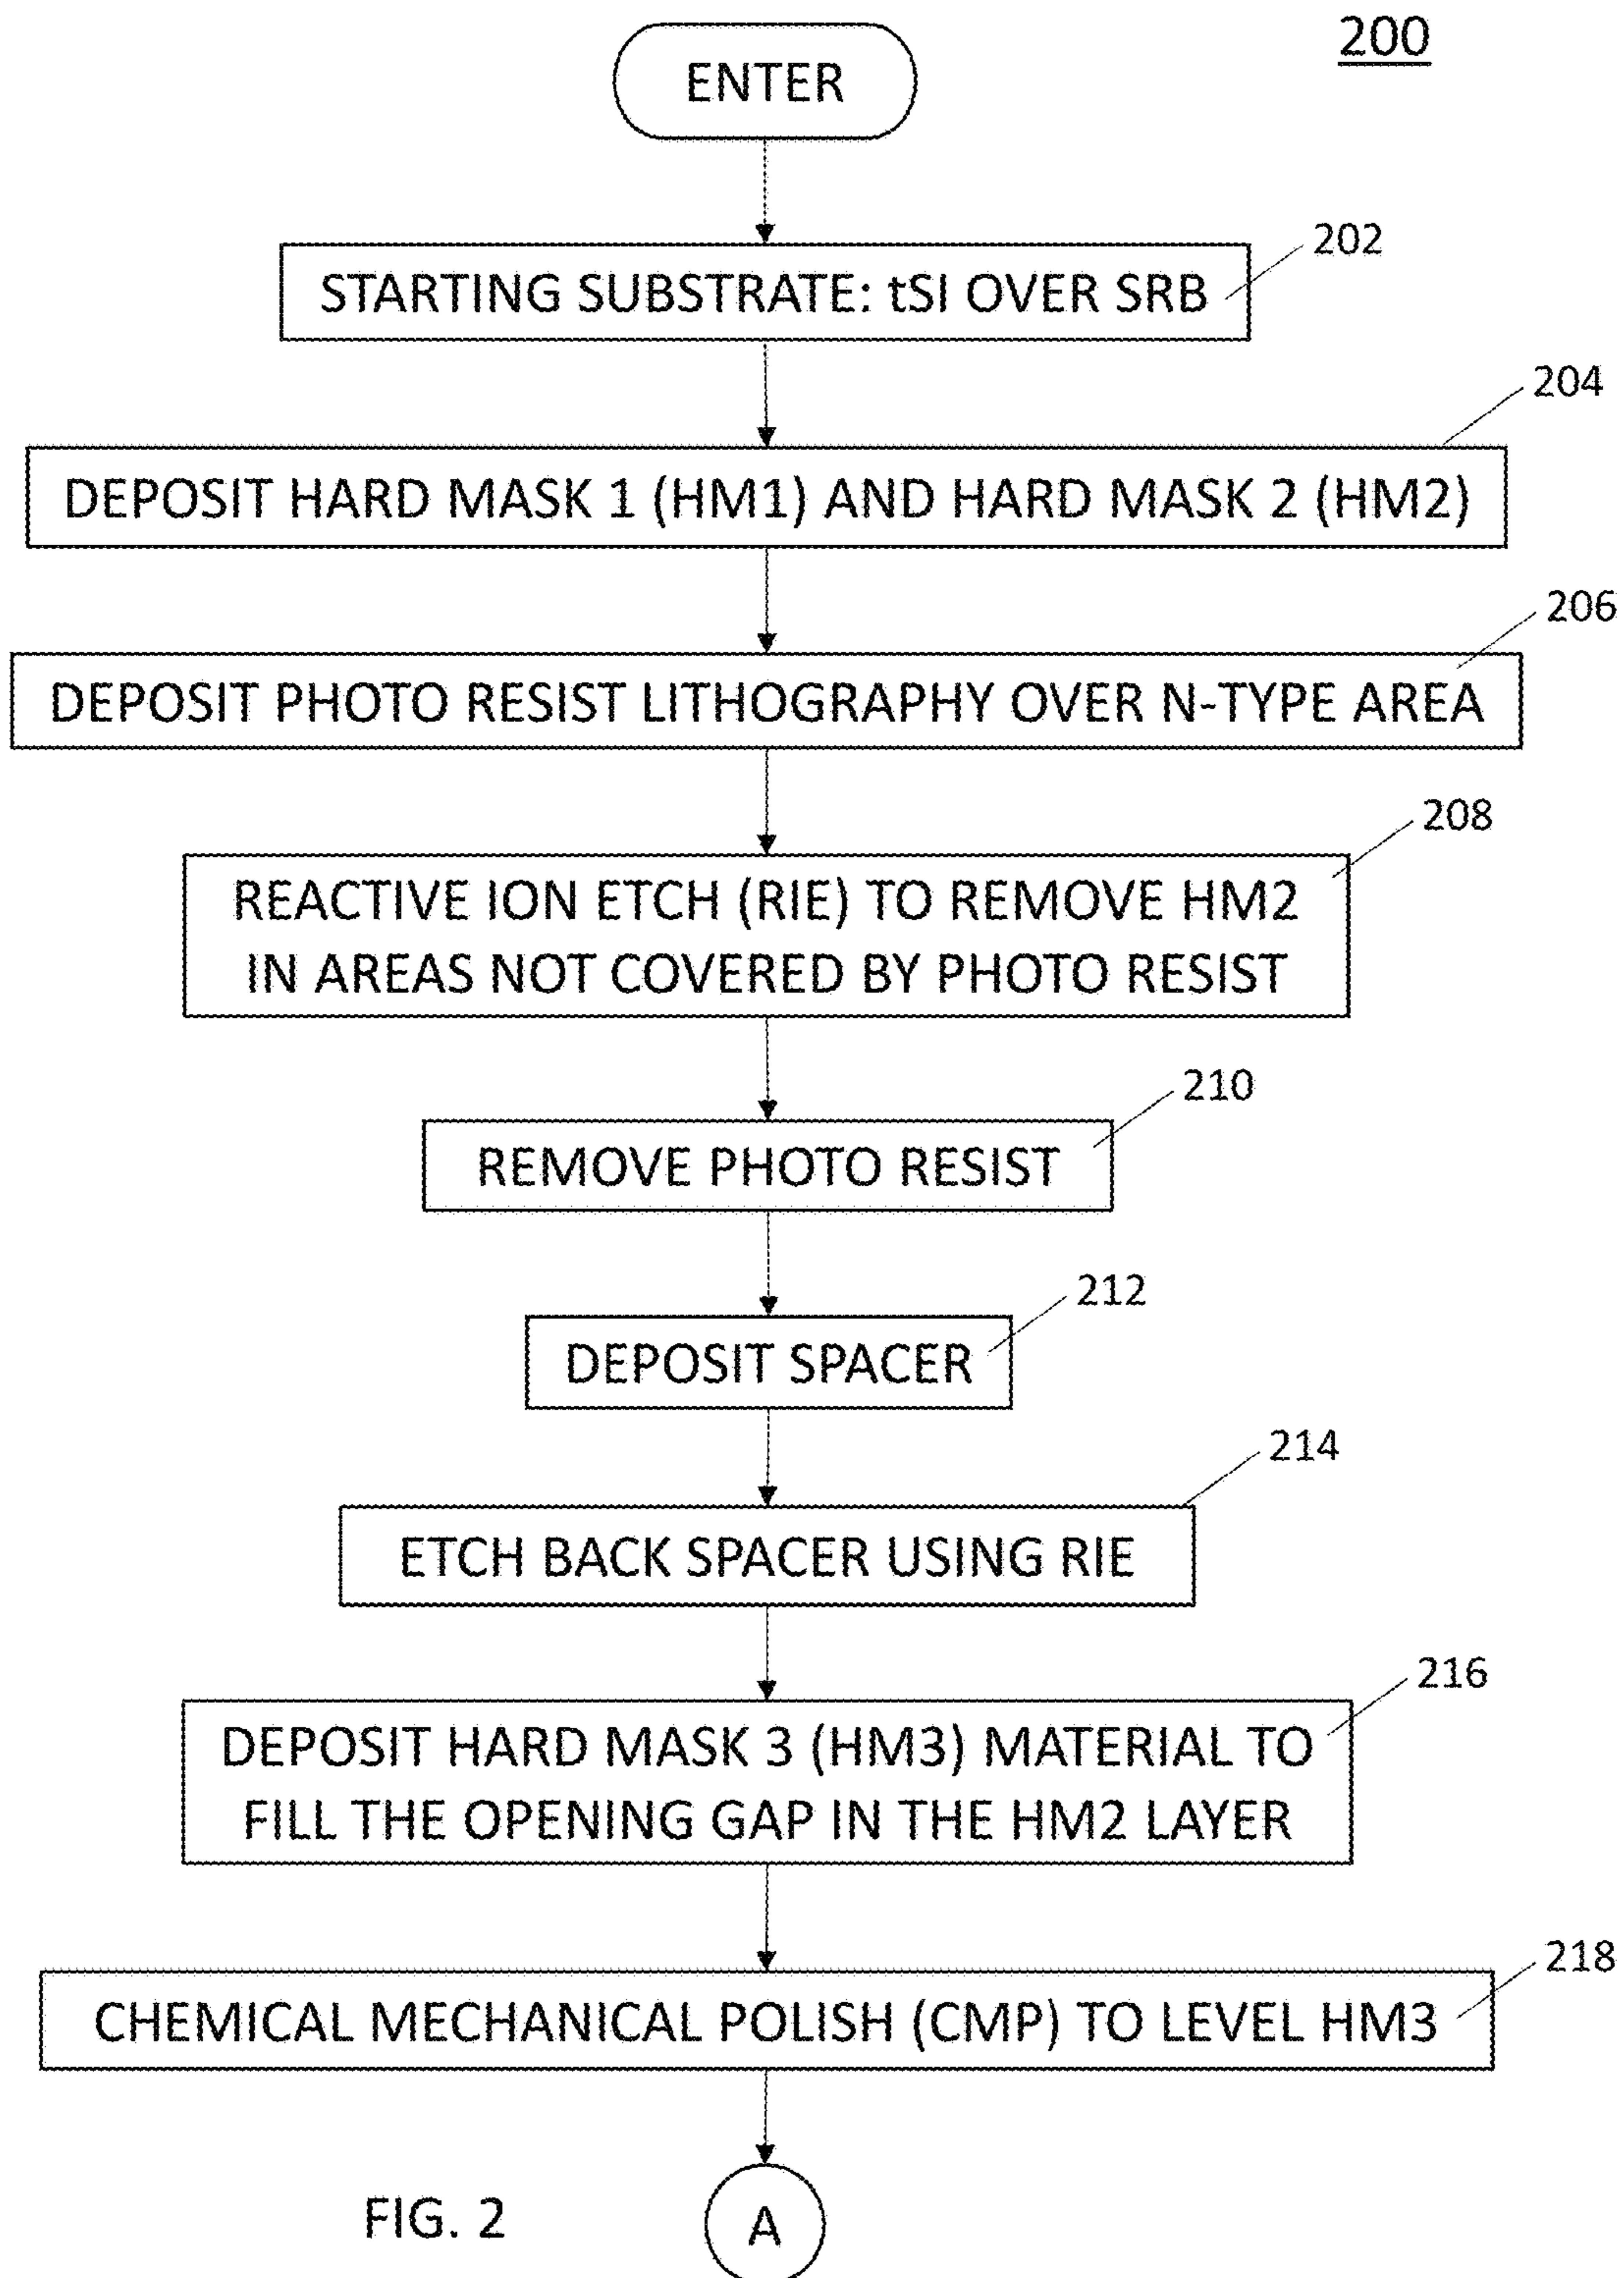 200
ENTER
202
STARTING SUBSTRATE: tSI OVER SRB
204
DEPOSIT HARD MASK 1 (HM1) AND HARD MASK 2 (HM2)
206
DEPOSIT PHOTO RESIST LITHOGRAPHY OVER N-TYPE AREA
208
REACTIVE ION ETCH (RIE) TO REMOVE HM2
IN AREAS NOT COVERED BY PHOTO RESIST
210
REMOVE PHOTO RESIST
212
DEPOSIT SPACER
214
ETCH BACK SPACER USING RIE
216
DEPOSIT HARD MASK 3 (HM3) MATERIAL TO
FILL THE OPENING GAP IN THE HM2 LAYER
218
CHEMICAL MECHANICAL POLISH (CMP) TO LEVEL HM3
FIG. 2
A